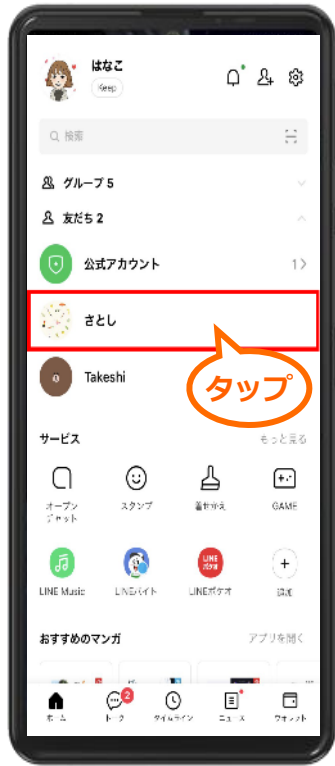 はなこ
Keep
検索
グループ 5
友だち 2
公式アカウント
1
さとし
Takeshi
タップ
サービス
もっと見る
オープン
チャット
スタンプ
着せかえ
GAME
LINE Music
LINEバイト
LINE
ポケオ
LINEポケオ
追加
おすすめのマンガ
アプリを開く
2
ホーム
トーク
タイムライン
ニュース
ウォレット